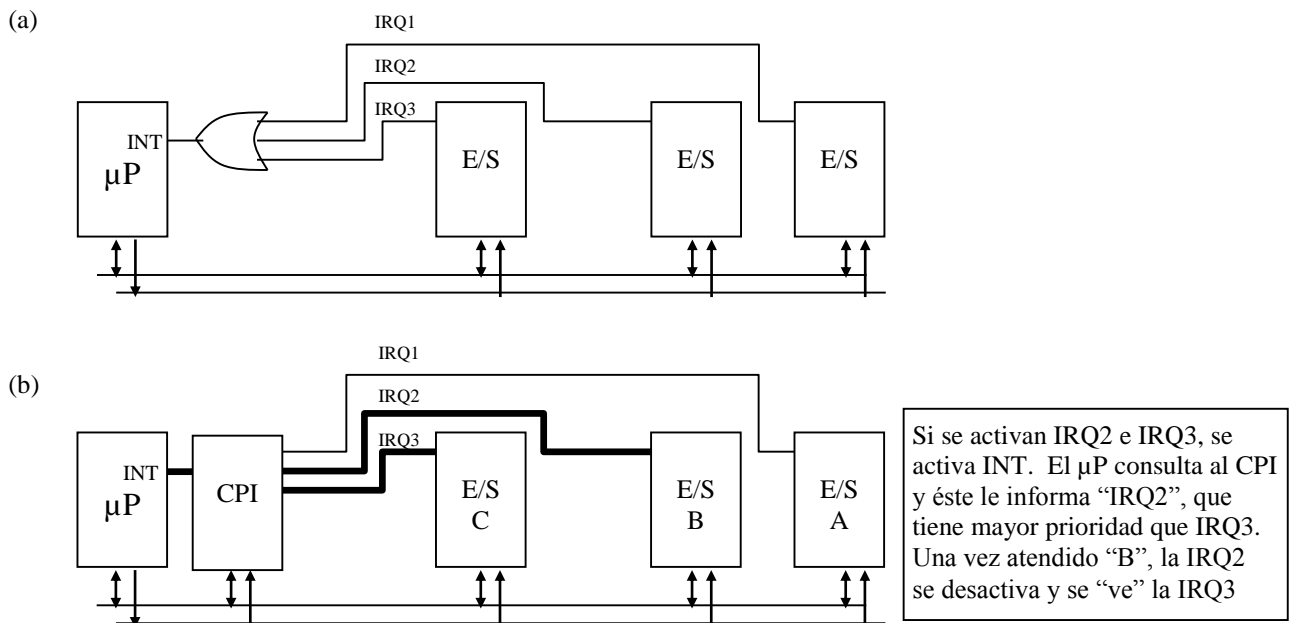 (a)
IRQ1
IRQ2
IRQ3
INT
µP
E/S
E/S
E/S
(b)
IRQ1
IRQ2
IRQ3
INT
µP
CPI
E/S
C
E/S
B
E/S
A
Si se activan IRQ2 e IRQ3, se
activa INT. El µP consulta al CPI
y éste le informa “IRQ2”, que
tiene mayor prioridad que IRQ3.
Una vez atendido “B”, la IRQ2
se desactiva y se “ve” la IRQ3